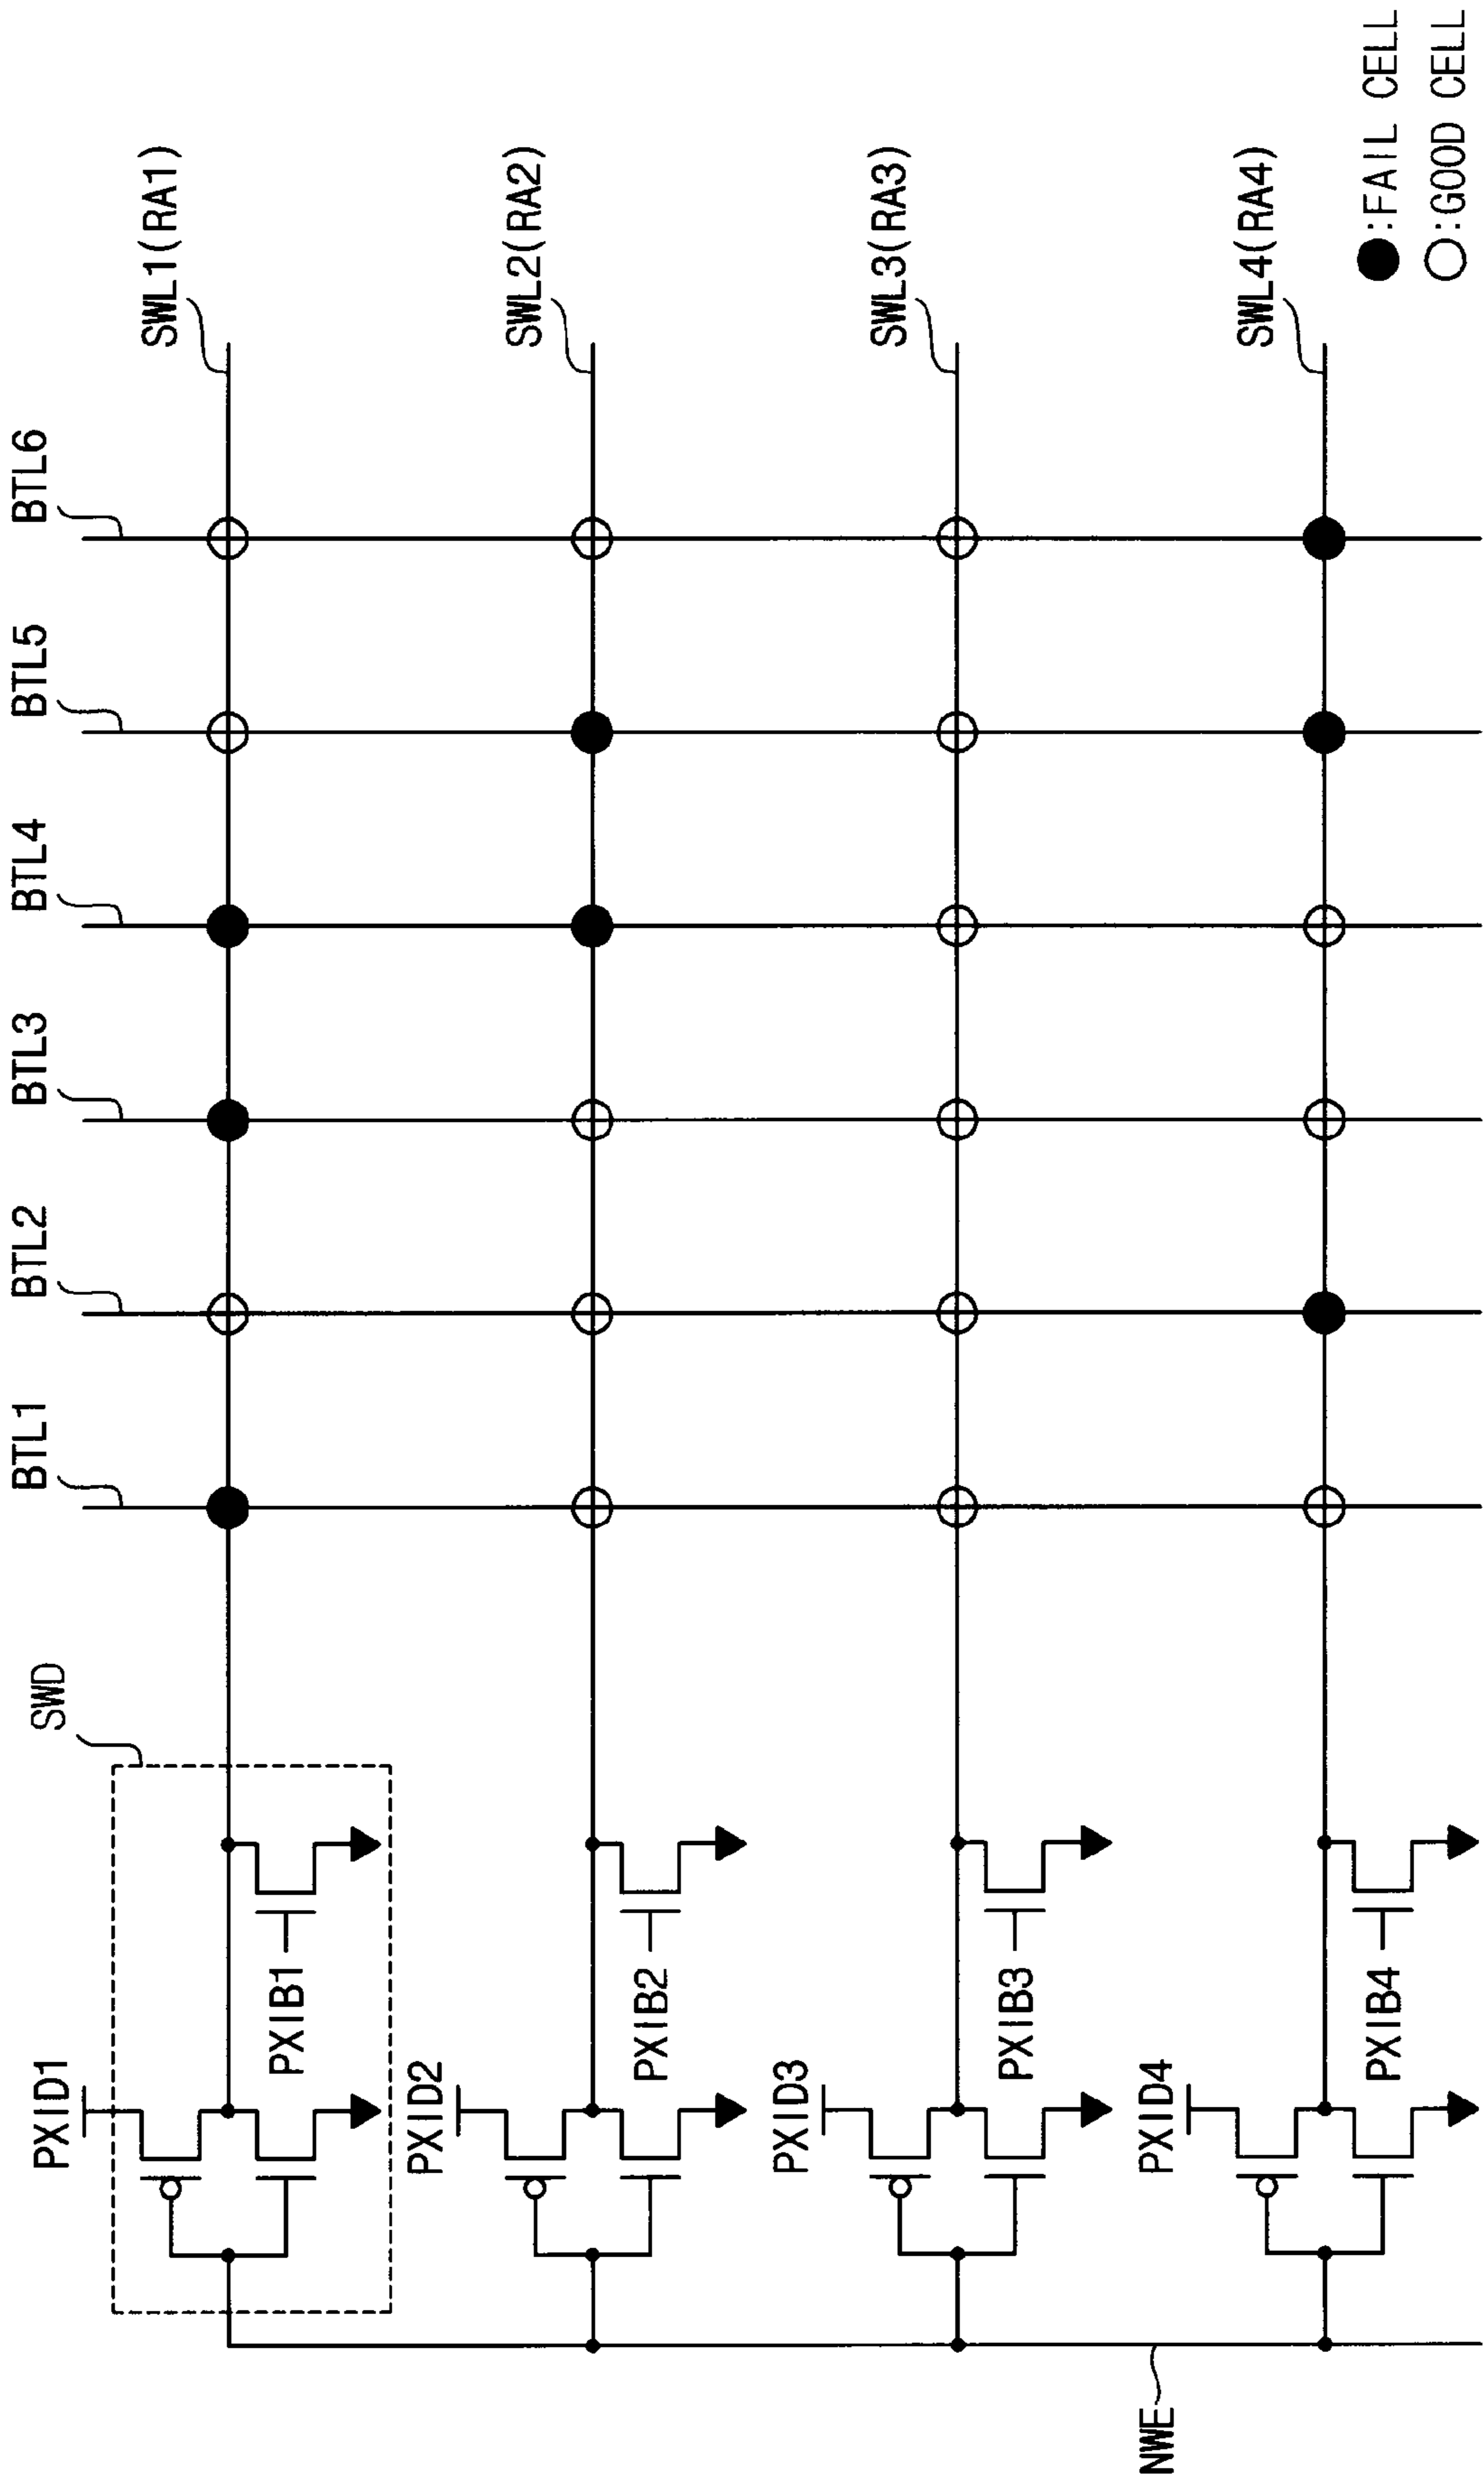 BTL1
BTL2
BTL3
BTL4
BTL5
BTL6
SWD
PXID1
PXIB1
SWL1(RA1)
PXID2
PXIB2
SWL2(RA2)
PXID3
PXIB3
SWL3(RA3)
PXID4
PXIB4
SWL4(RA4)
NWE
:FAIL CELL
:GOOD CELL